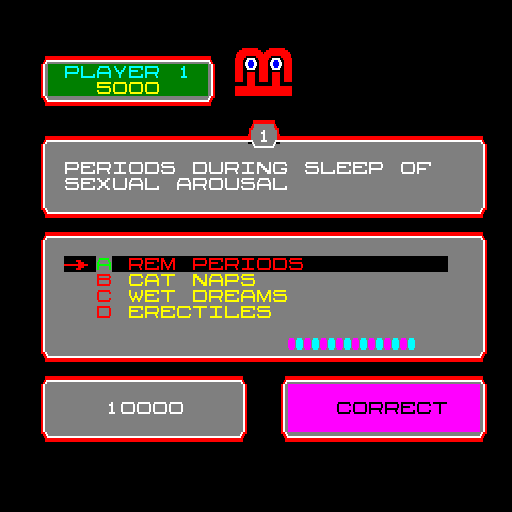 PLAYER 1
5000
1
PERIODS DURING SLEEP OF
SEXUAL AROUSAL
A REM PERIODS
B CAT NAPS
C WET DREAMS
D ERECTILES
10000
CORRECT